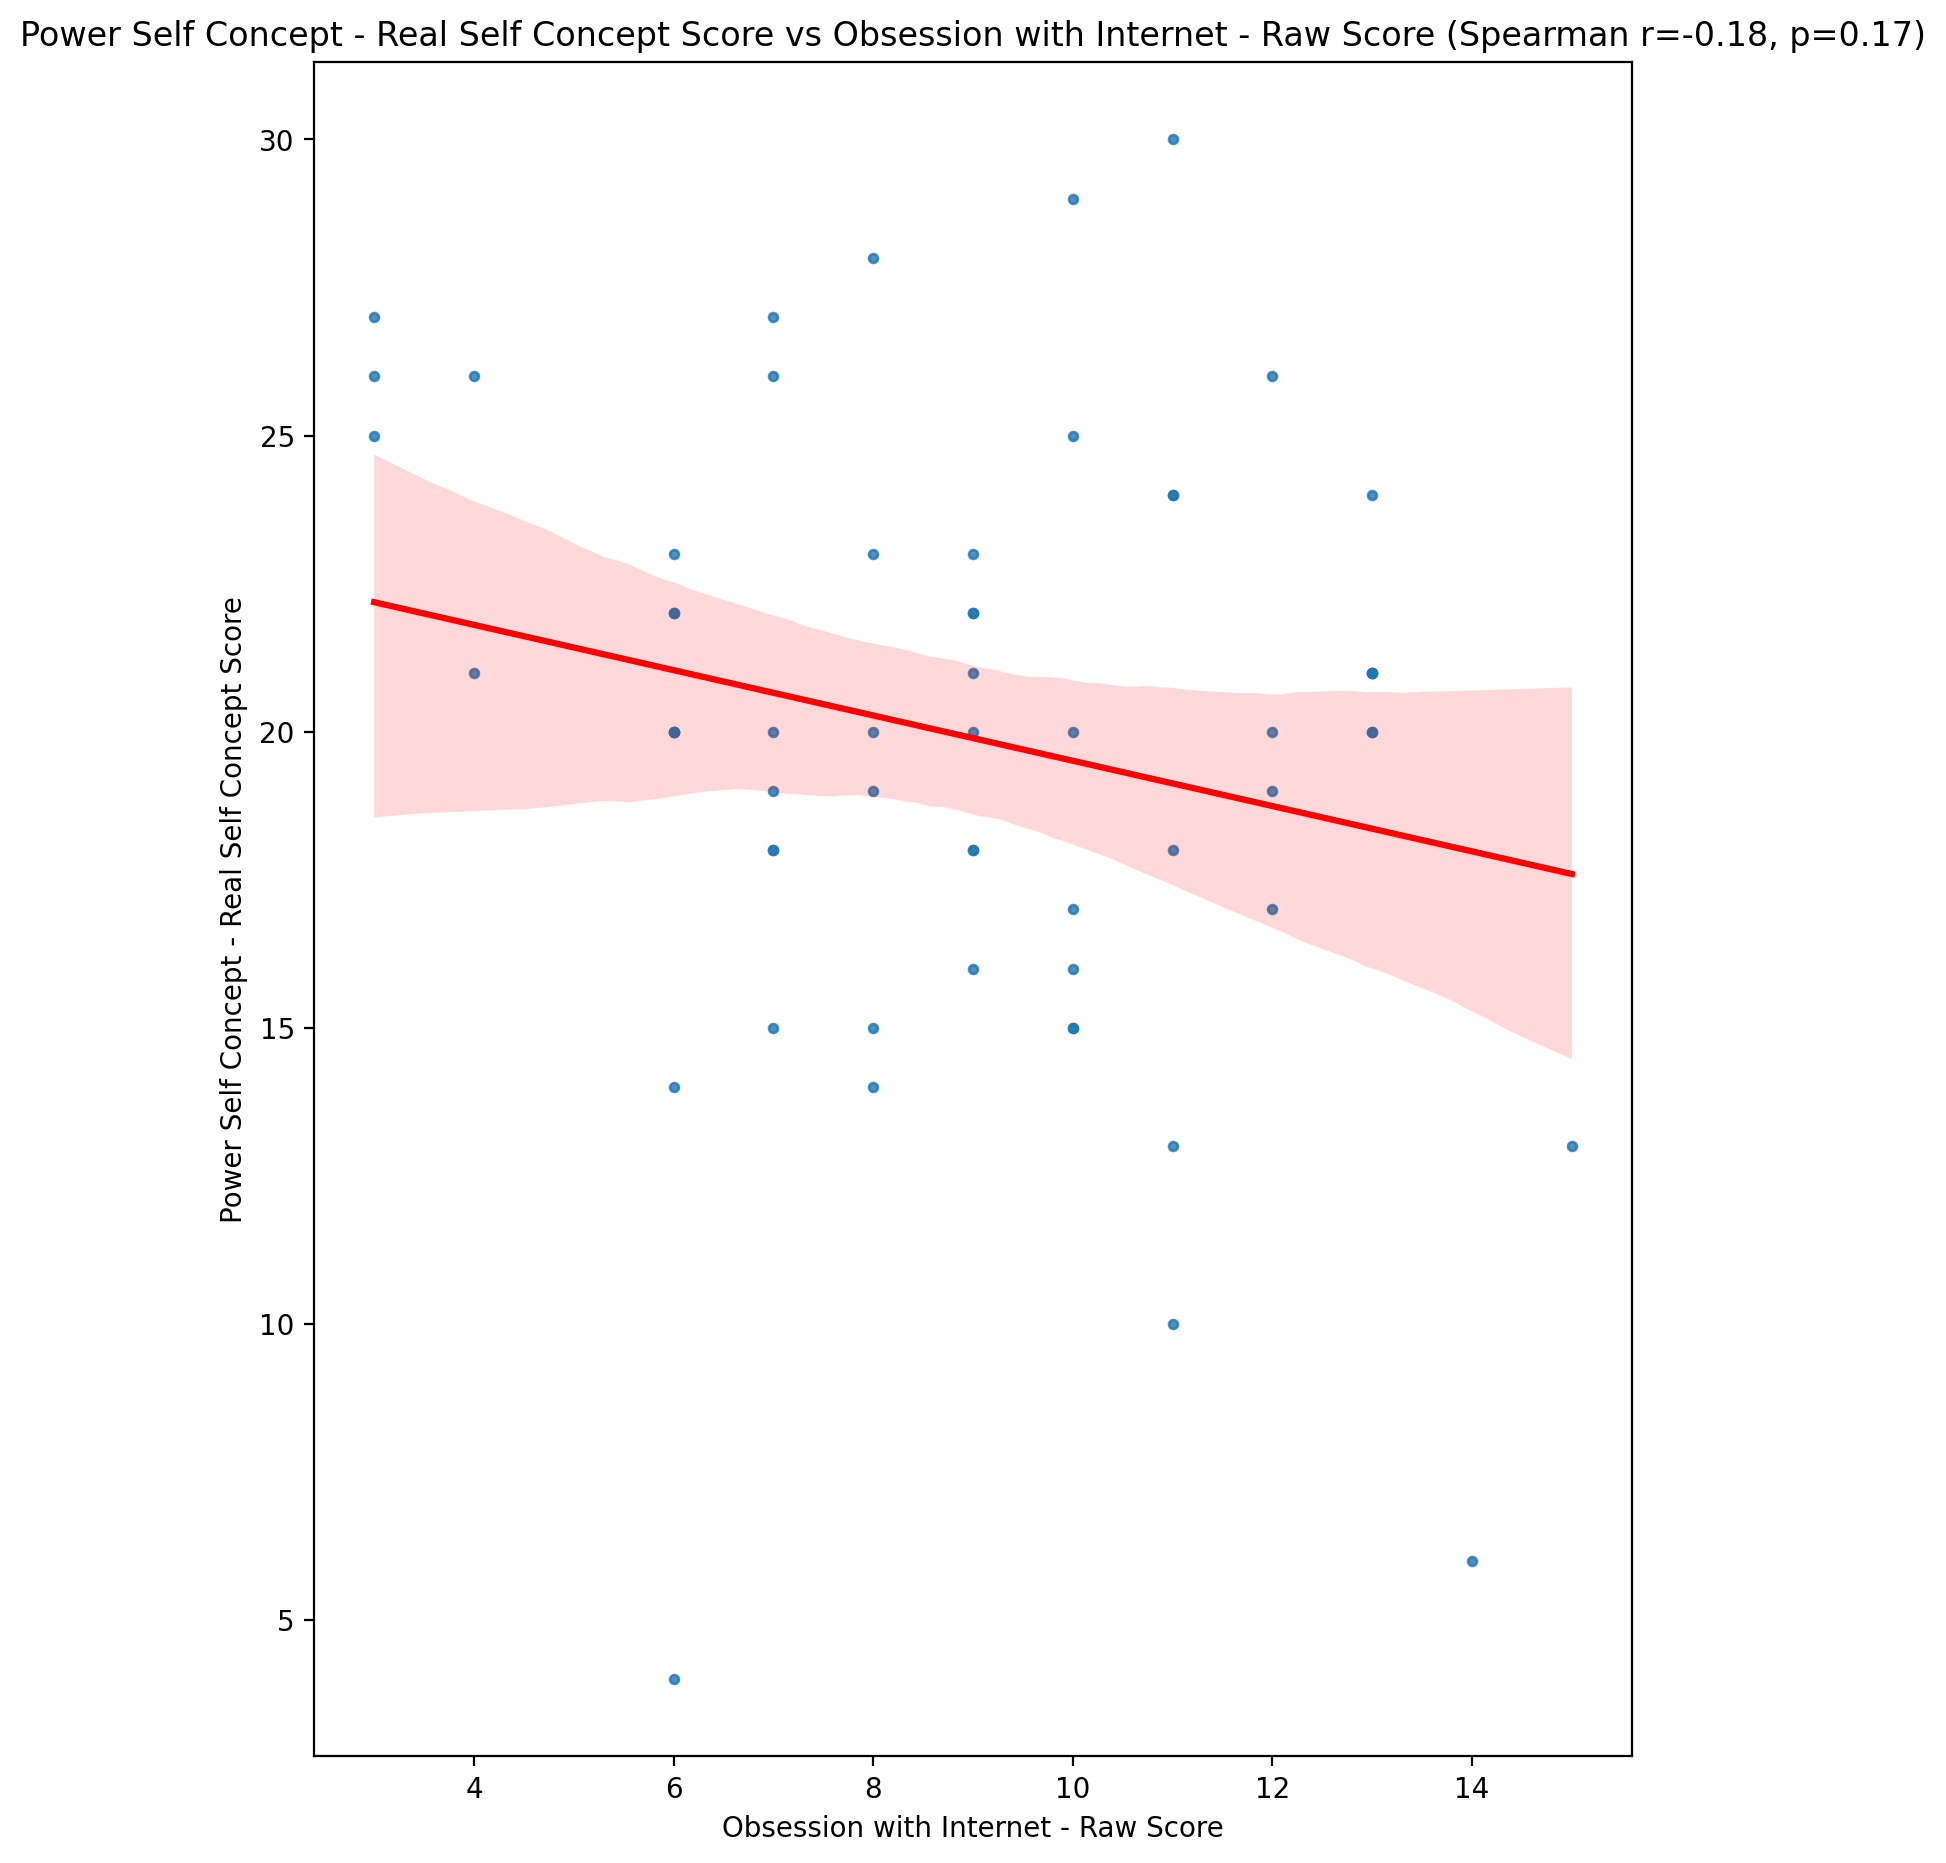 Power Self Concept - Real Self Concept Score vs Obsession with Internet - Raw Score (Spearman r=-0.18, p=0.17)
Power Self Concept - Real Self Concept Score
30
25
20
15
10
5
4 6 8 10 12 14
Obsession with Internet - Raw Score